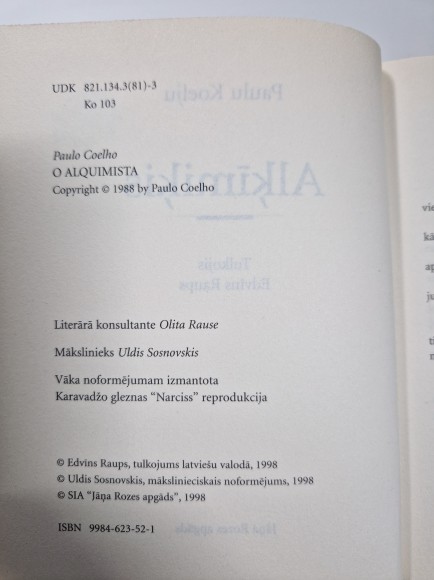 UDK 821.134.3(81)-3
Ko 103
Paulo Coelho
O ALQUIMISTA
Copyright © 1988 by Paulo Coelho
Literārā konsultante Olita Rause
Mākslinieks Uldis Sosnovskis
Vāka noformējumam izmantota
Karavadžo gleznas "Narciss" reprodukcija
© Edvīns Raups, tulkojums latviešu valodā, 1998
© Uldis Sosnovskis, mākslinieciskais noformējums, 1998
© SIA "Jāņa Rozes apgāds", 1998
ISBN 9984-623-52-1